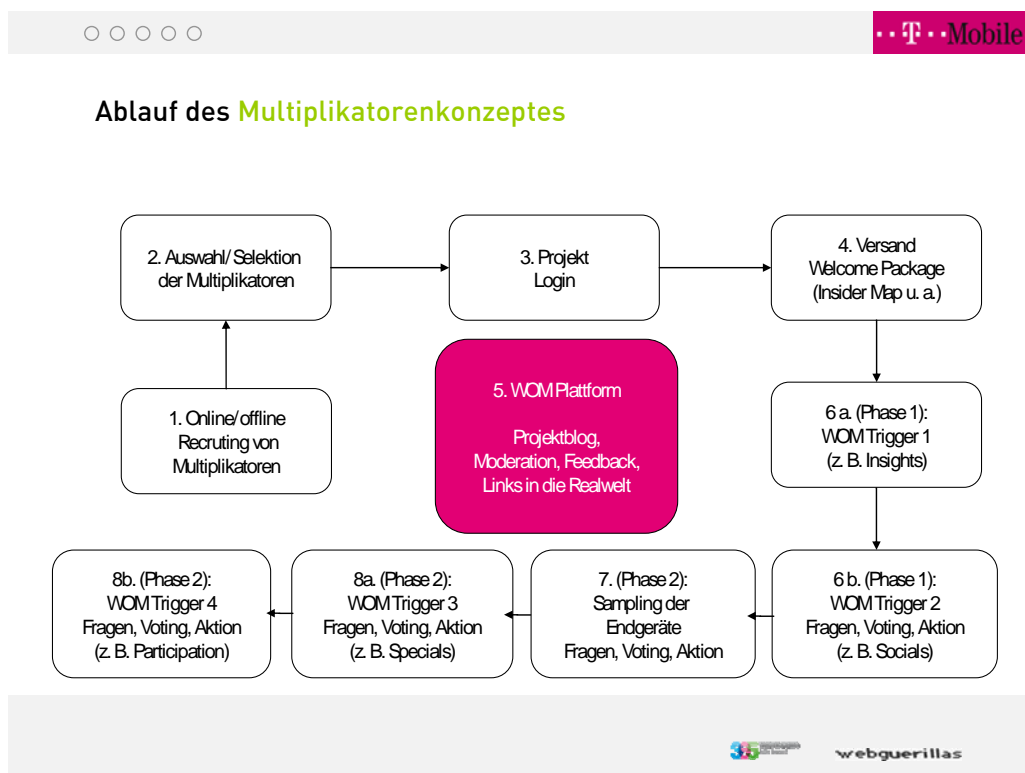 ··T··Mobile
Ablauf des Multiplikatorenkonzeptes
2. Auswahl/Selektion
der Multiplikatoren
3. Projekt
Login
4. Versand
Welcome Package
(Insider Map u. a.)
1. Online/offline
Recruting von
Multiplikatoren
5. WOM Plattform
Projektblog,
Moderation, Feedback,
Links in die Realwelt
6 a. (Phase 1):
WOM Trigger 1
(z. B. Insights)
8b. (Phase 2):
WOM Trigger 4
Fragen, Voting, Aktion
(z. B. Participation)
8a. (Phase 2):
WOM Trigger 3
Fragen, Voting, Aktion
(z. B. Specials)
7. (Phase 2):
Sampling der
Endgeräte
Fragen, Voting, Aktion
6 b. (Phase 1):
WOM Trigger 2
Fragen, Voting, Aktion
(z. B. Socials)
webguerillas